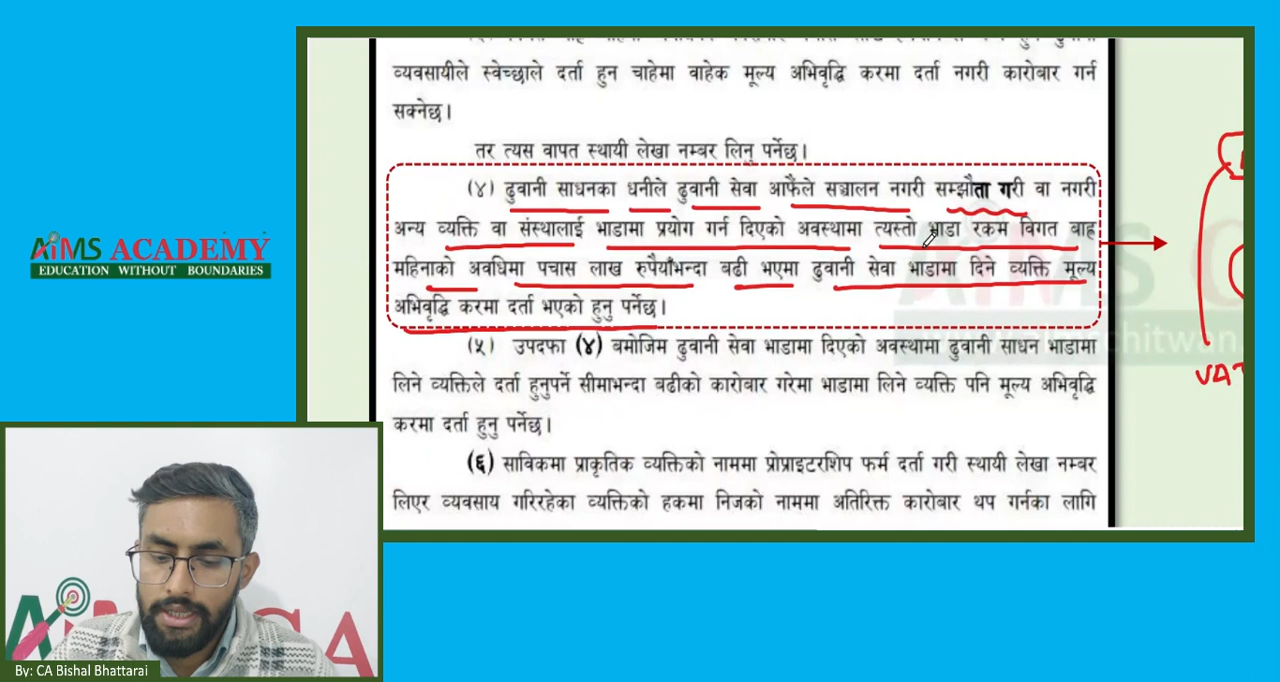 व्यवसायीले स्वेच्छाले दर्ता हुन चाहेमा वाहेक मूल्य अभिवृद्धि करमा दर्ता नगरी कारोबार गर्न
सक्नेछ।
तर त्यस वापत स्थायी लेखा नम्बर लिनु पर्नेछ।
(४) ढुवानी साधनका धनीले ढुवानी सेवा आफैंले सञ्चालन नगरी सम्झौता गरी वा नगरी
अन्य व्यक्ति वा संस्थालाई भाडामा प्रयोग गर्न दिएको अवस्थामा त्यस्तो भाडा रकम विगत बाह्र
महिनाको अवधिमा पचास लाख रुपैयाँभन्दा बढी भएमा ढुवानी सेवा भाडामा दिने व्यक्ति मूल्य
अभिवृद्धि करमा दर्ता भएको हुनु पर्नेछ।
(५) उपदफा (४) बमोजिम ढुवानी सेवा भाडामा दिएको अवस्थामा ढुवानी साधन भाडामा
लिने व्यक्तिले दर्ता हुनुपर्ने सीमाभन्दा बढीको कारोबार गरेमा भाडामा लिने व्यक्ति पनि मूल्य अभिवृद्धि
करमा दर्ता हुनु पर्नेछ।
(६) साविकमा प्राकृतिक व्यक्तिको नाममा प्रोप्राइटरशिप फर्म दर्ता गरी स्थायी लेखा नम्बर
लिएर व्यवसाय गरिरहेका व्यक्तिको हकमा निजको नाममा अतिरिक्त कारोबार थप गर्नका लागि
VAT
AIMS ACADEMY
EDUCATION WITHOUT BOUNDARIES
By: CA Bishal Bhattarai